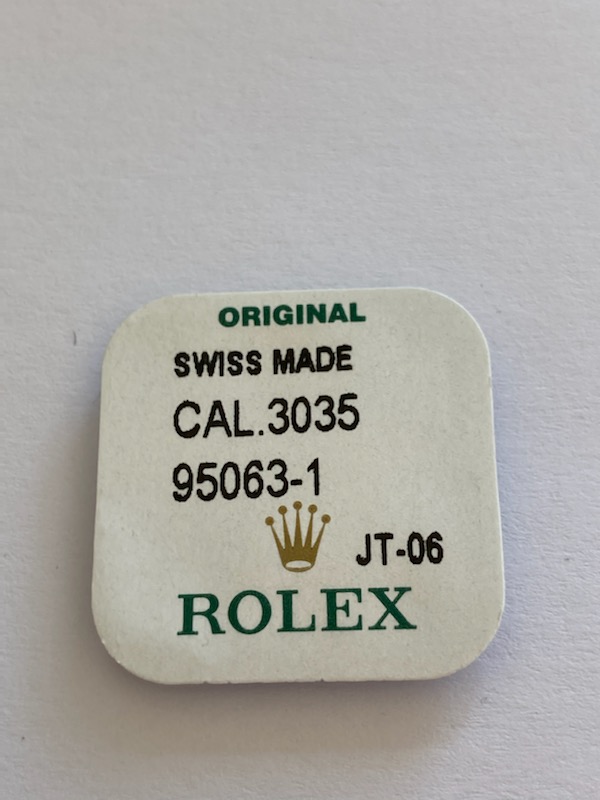 ORIGINAL
SWISS MADE
CAL.3035
95063-1
JT-06
ROLEX